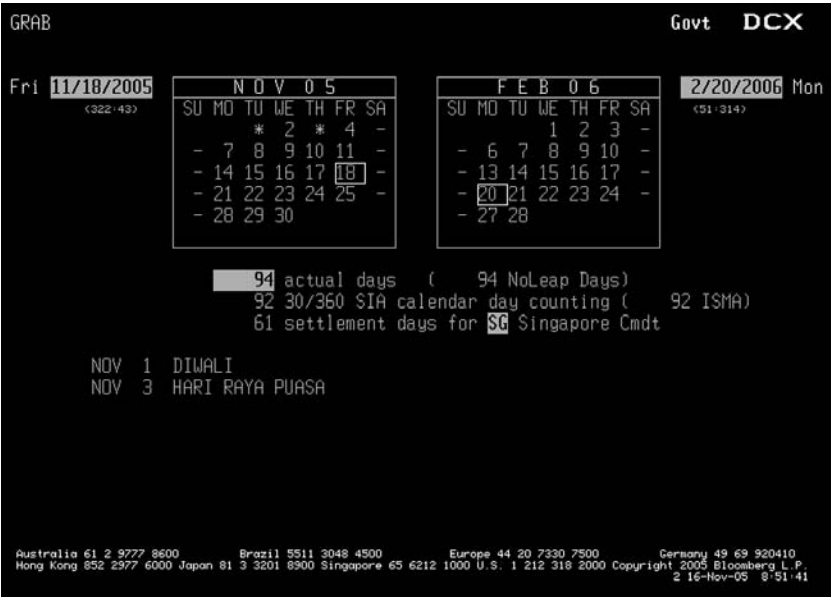 GRAB Govt DCX
Fri 11/18/2005 NOV 05 FEB 06 2/20/2006 Mon
(322:43) SU MO TU WE TH FR SA SU MO TU WE TH FR SA (51:314)
* 2 * 4 – 1 2 3 –
– 7 8 9 10 11 – – 6 7 8 9 10 –
– 14 15 16 17 18 – – 13 14 15 16 17 –
– 21 22 23 24 25 – – 20 21 22 23 24 –
– 28 29 30 – 27 28
94 actual days ( 94 NoLeap Days)
92 30/360 SIA calendar day counting ( 92 ISMA)
61 settlement days for SG Singapore Cmdt
NOV 1 DIWALI
NOV 3 HARI RAYA PUASA
Australia 61 2 9777 8600 Brazil 5511 3048 4500 Europe 44 20 7330 7500 Germany 49 69 920410
Hong Kong 852 2977 6000 Japan 81 3 3201 8900 Singapore 65 6212 1000 U.S. 1 212 318 2000 Copyright 2005 Bloomberg L.P.
2 16-Nov-05 8:51:41